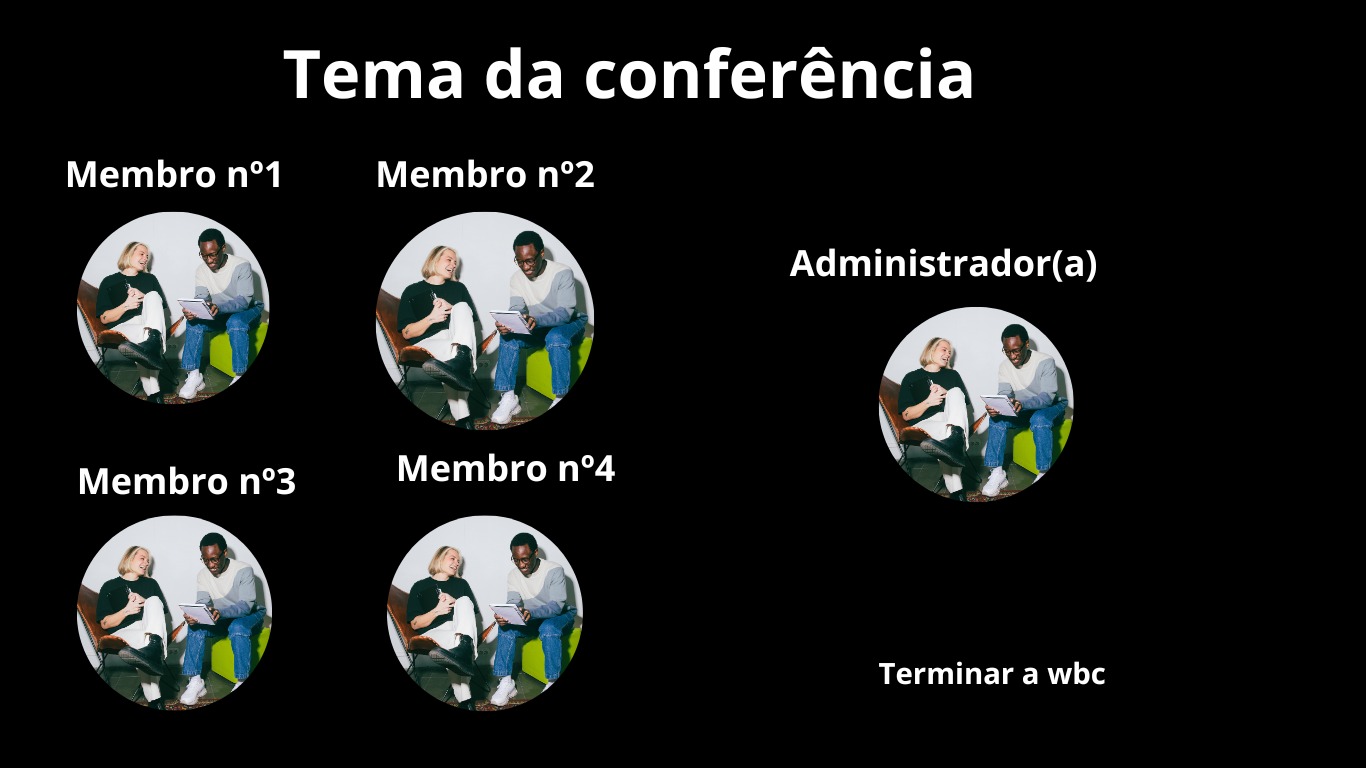 Tema da conferência
Membro nº1
Membro nº2
Administrador(a)
Membro nº3
Membro nº4
Terminar a wbc